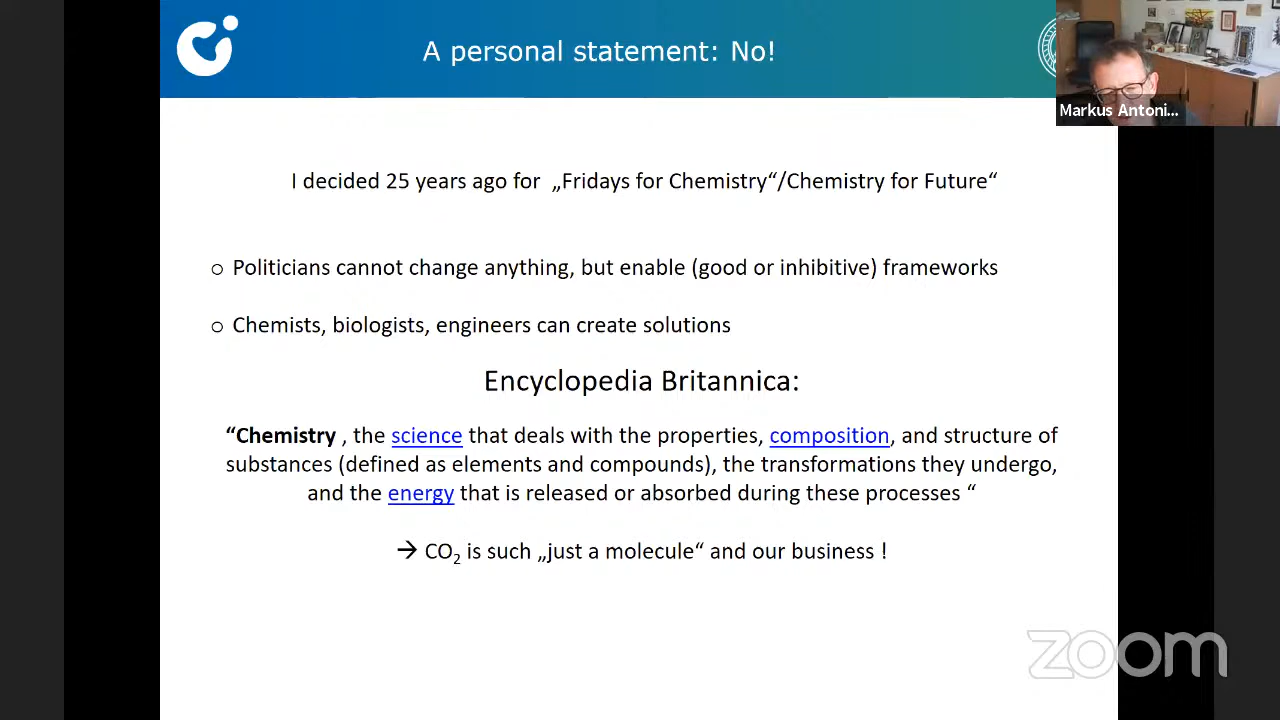 A personal statement: No!
Markus Antoni...
I decided 25 years ago for „Fridays for Chemistry“/Chemistry for Future“
○ Politicians cannot change anything, but enable (good or inhibitive) frameworks
○ Chemists, biologists, engineers can create solutions
Encyclopedia Britannica:
“Chemistry , the science that deals with the properties, composition, and structure of
substances (defined as elements and compounds), the transformations they undergo,
and the energy that is released or absorbed during these processes “
→ CO₂ is such „just a molecule“ and our business !
zoom